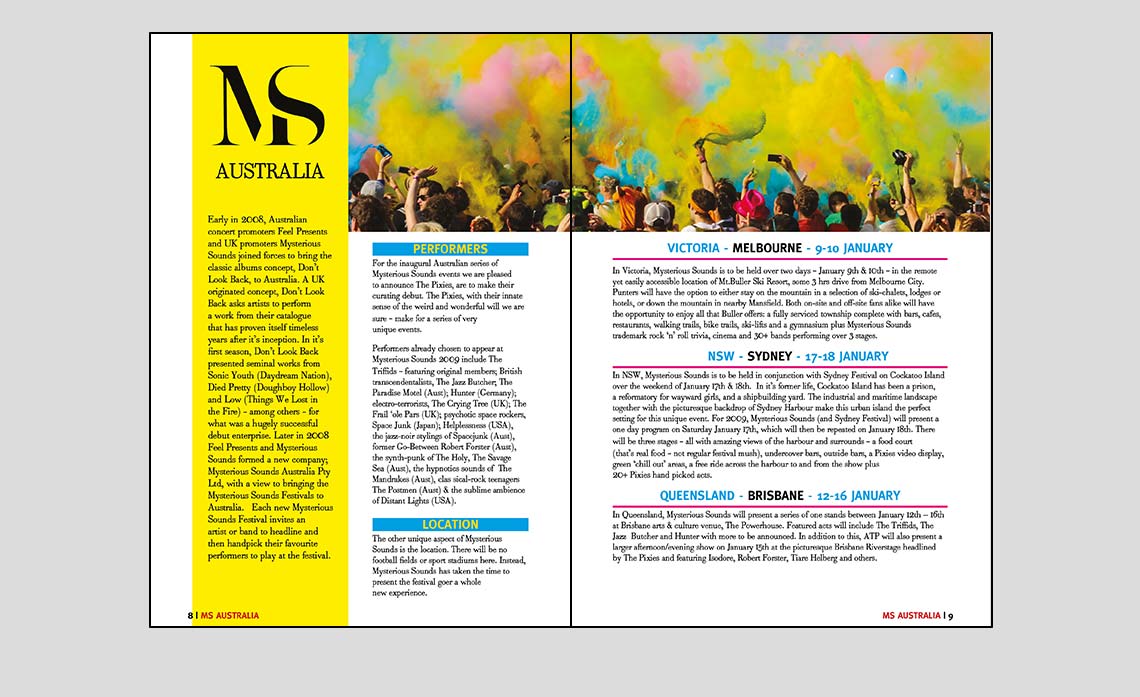 MS
AUSTRALIA
Early in 2008, Australian
concert promoters Feel Presents
and UK promoters Mysterious
Sounds joined forces to bring the
classic albums concept, Don't
Look Back, to Australia. A UK
originated concept, Don't Look
Back asks artists to perform
a work from their catalogue
that has proven itself timeless
years after it's inception. In it's
first season, Don't Look Back
presented seminal works from
Sonic Youth (Daydream Nation),
Died Pretty (Doughboy Hollow)
and Low (Things We Lost in
the Fire) - among others - for
what was a hugely successful
debut enterprise. Later in 2008
Feel Presents and Mysterious
Sounds formed a new company;
Mysterious Sounds Australia Pty
Ltd, with a view to bringing the
Mysterious Sounds Festivals to
Australia. Each new Mysterious
Sounds Festival invites an
artist or band to headline and
then handpick their favourite
performers to play at the festival.
8 | MS AUSTRALIA
PERFORMERS
For the inaugural Australian series of
Mysterious Sounds events we are pleased
to announce The Pixies, are to make their
curating debut. The Pixies, with their innate
sense of the weird and wonderful will we are
sure - make for a series of very
unique events.
Performers already chosen to appear at
Mysterious Sounds 2009 include The
Triffids - featuring original members; British
transcendentalists, The Jazz Butcher; The
Paradise Motel (Aust); Hunter (Germany);
electro-terrorists, The Crying Tree (UK); The
Frail 'ole Pars (UK); psychotic space rockers,
Space Junk (Japan); Helplessness (USA),
the jazz-noir stylings of Spacejunk (Aust),
former Go-Between Robert Forster (Aust),
the synth-punk of The Holy, The Savage
Sea (Aust), the hypnotics sounds of The
Mandrakes (Aust), clas sical-rock teenagers
The Postmen (Aust) & the sublime ambience
of Distant Lights (USA).
LOCATION
The other unique aspect of Mysterious
Sounds is the location. There will be no
football fields or sport stadiums here. Instead,
Mysterious Sounds has taken the time to
present the festival goer a whole
new experience.
VICTORIA - MELBOURNE - 9-10 JANUARY
In Victoria, Mysterious Sounds is to be held over two days - January 9th & 10th - in the remote
yet easily accessible location of Mt.Buller Ski Resort, some 3 hrs drive from Melbourne City.
Punters will have the option to either stay on the mountain in a selection of ski-chalets, lodges or
hotels, or down the mountain in nearby Mansfield. Both on-site and off-site fans alike will have
the opportunity to enjoy all that Buller offers: a fully serviced township complete with bars, cafes,
restaurants, walking trails, bike trails, ski-lifts and a gymnasium plus Mysterious Sounds
trademark rock 'n' roll trivia, cinema and 30+ bands performing over 3 stages.
NSW - SYDNEY - 17-18 JANUARY
In NSW, Mysterious Sounds is to be held in conjunction with Sydney Festival on Cockatoo Island
over the weekend of January 17th & 18th. In it's former life, Cockatoo Island has been a prison,
a reformatory for wayward girls, and a shipbuilding yard. The industrial and maritime landscape
together with the picturesque backdrop of Sydney Harbour make this urban island the perfect
setting for this unique event. For 2009, Mysterious Sounds (and Sydney Festival) will present a
one day program on Saturday January 17th, which will then be repeated on January 18th. There
will be three stages - all with amazing views of the harbour and surrounds - a food court
(that's real food - not regular festival mush), undercover bars, outside bars, a Pixies video display,
green 'chill out' areas, a free ride across the harbour to and from the show plus
20+ Pixies hand picked acts.
QUEENSLAND - BRISBANE - 12-16 JANUARY
In Queensland, Mysterious Sounds will present a series of one stands between January 12th - 16th
at Brisbane arts & culture venue, The Powerhouse. Featured acts will include The Triffids, The
Jazz Butcher and Hunter with more to be announced. In addition to this, ATP will also present a
larger afternoon/evening show on January 15th at the picturesque Brisbane Riverstage headlined
by The Pixies and featuring Isodore, Robert Forster, Tiare Helberg and others.
MS AUSTRALIA | 9